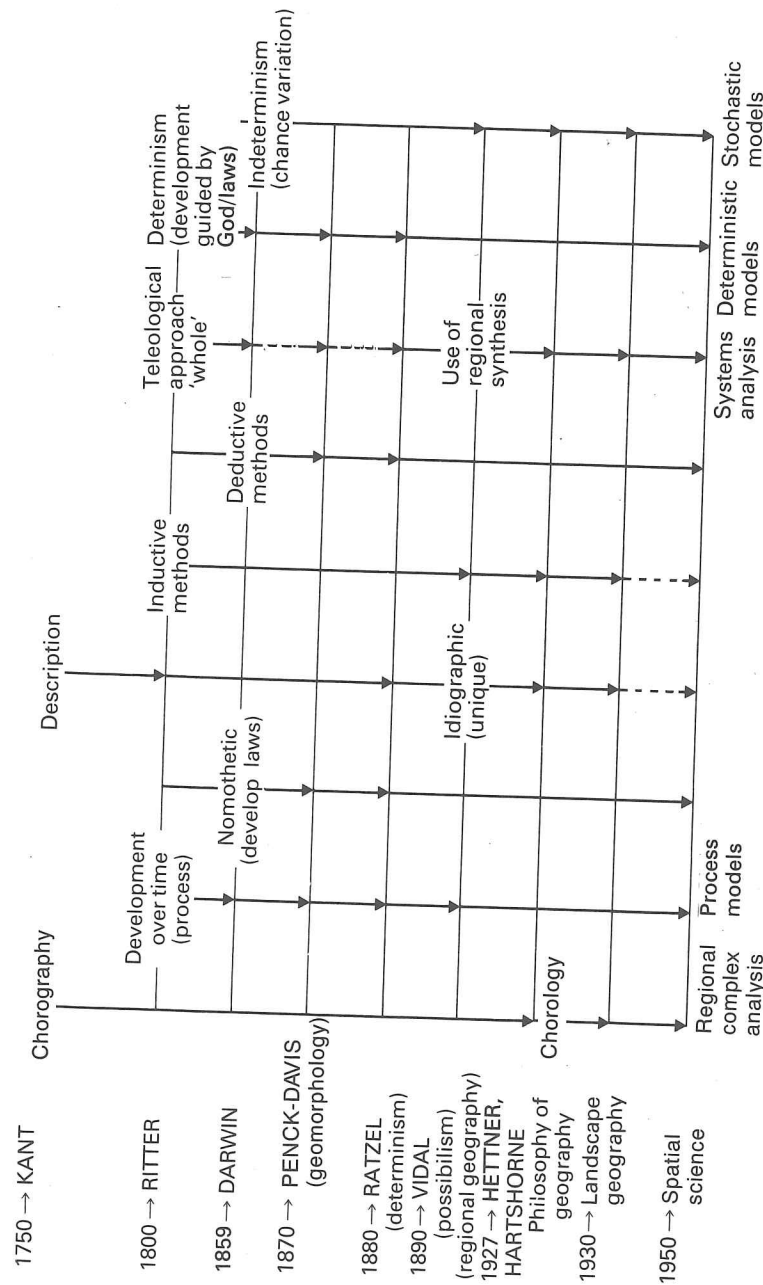 1750 → KANT
1800 → RITTER
1859 → DARWIN
1870 → PENCK-DAVIS
(geomorphology)
1880 → RATZEL
(determinism)
1890 → VIDAL
(possibilism)
(regional geography)
1927 → HETTNER,
HARTSHORNE
Philosophy of
geography
1930 → Landscape
geography
1950 → Spatial
science
Chorography
Description
Development
over time
(process)
Inductive
methods
Teleological
approach
‘whole’
Determinism
(development
guided by
God/laws)
Nomothetic
(develop laws)
Deductive
methods
Indeterminism
(chance variation)
Idiographic
(unique)
Use of
regional
synthesis
Chorology
Regional
complex
analysis
Process
models
Systems
analysis
Deterministic
models
Stochastic
models